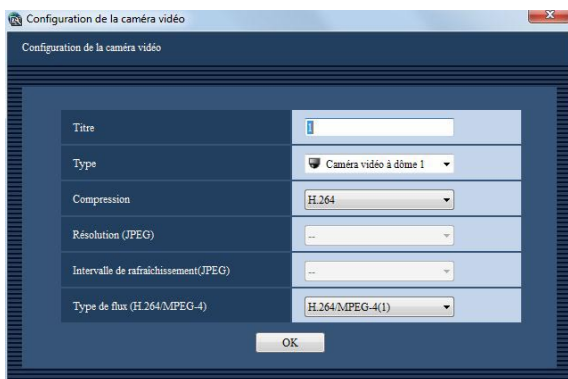 Configuration de la caméra vidéo
Configuration de la caméra vidéo
Titre 1
Type Caméra vidéo à dôme 1
Compression H.264
Résolution (JPEG) --
Intervalle de rafraîchissement(JPEG) --
Type de flux (H.264/MPEG-4) H.264/MPEG-4(1)
OK